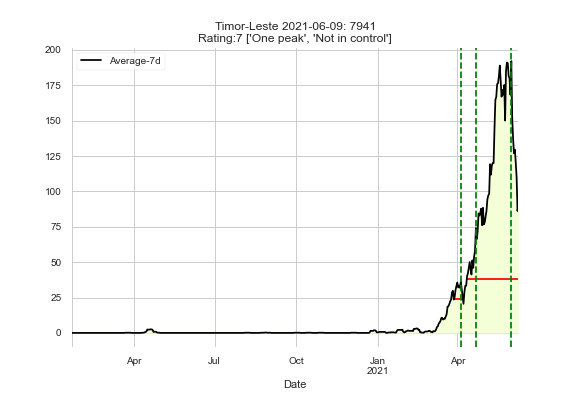 Timor-Leste 2021-06-09: 7941
Rating:7 ['One peak', 'Not in control']
Average-7d
200
175
150
125
100
75
50
25
0
Apr
Jul
Oct
Jan
2021
Apr
Date